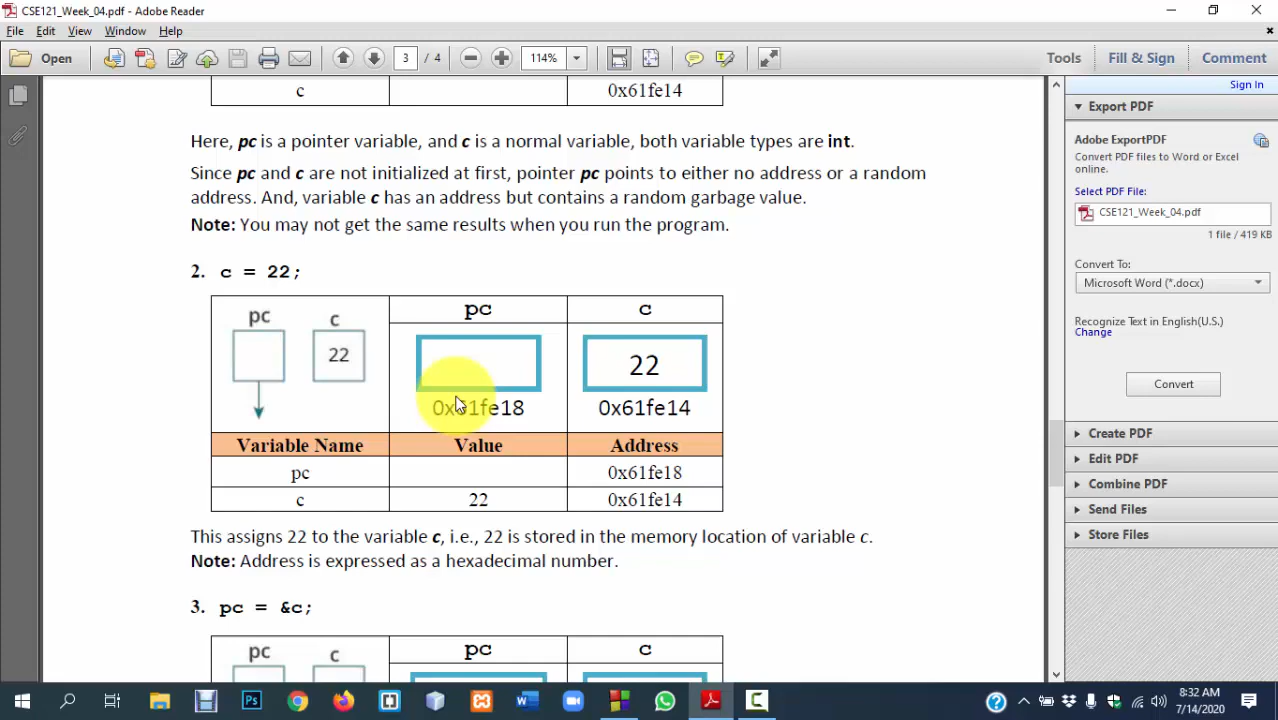 CSE121_Week_04.pdf - Adobe Reader
File Edit View Window Help
Open 3 / 4 114% Tools Fill & Sign Comment
Sign In
c 0x61fe14
Here, pc is a pointer variable, and c is a normal variable, both variable types are int.
Since pc and c are not initialized at first, pointer pc points to either no address or a random
address. And, variable c has an address but contains a random garbage value.
Note: You may not get the same results when you run the program.
2. c = 22;
pc c pc c
22 22
0x61fe18 0x61fe14
Variable Name Value Address
pc 0x61fe18
c 22 0x61fe14
This assigns 22 to the variable c, i.e., 22 is stored in the memory location of variable c.
Note: Address is expressed as a hexadecimal number.
3. pc = &c;
pc c pc c
Export PDF
Adobe ExportPDF
Convert PDF files to Word or Excel
online.
Select PDF File:
CSE121_Week_04.pdf
1 file / 419 KB
Convert To:
Microsoft Word (*.docx)
Recognize Text in English(U.S.)
Change
Convert
Create PDF
Edit PDF
Combine PDF
Send Files
Store Files
Ps
W
8:32 AM
7/14/2020